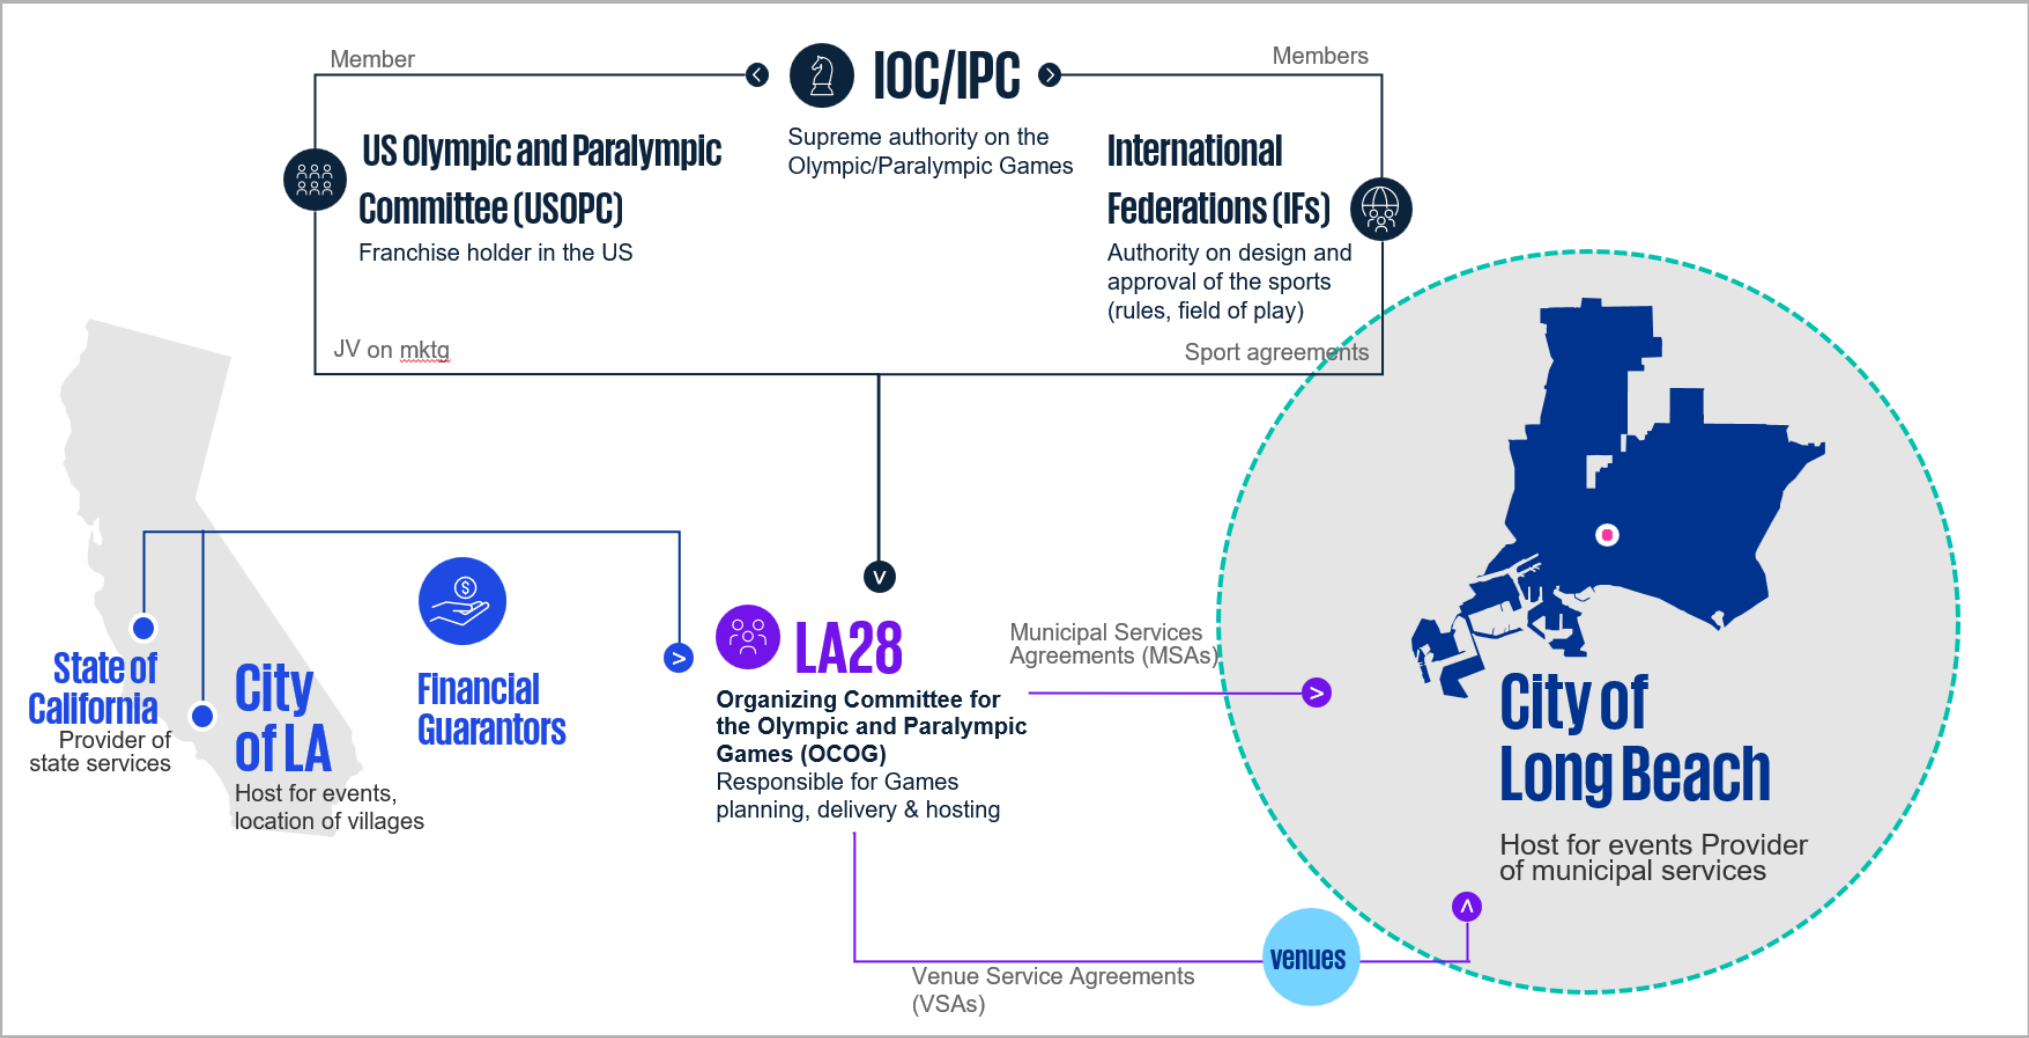 Member
IOC/IPC
Members
Supreme authority on the
Olympic/Paralympic Games
US Olympic and Paralympic
Committee (USOPC)
Franchise holder in the US
International
Federations (IFs)
Authority on design and
approval of the sports
(rules, field of play)
JV on mktg
Sport agreements
State of
California
Provider of
state services
City
of LA
Host for events,
location of villages
$
Financial
Guarantors
LA28
Organizing Committee for
the Olympic and Paralympic
Games (OCOG)
Responsible for Games
planning, delivery & hosting
Municipal Services
Agreements (MSAs)
City of
Long Beach
Host for events Provider
of municipal services
venues
Venue Service Agreements
(VSAs)